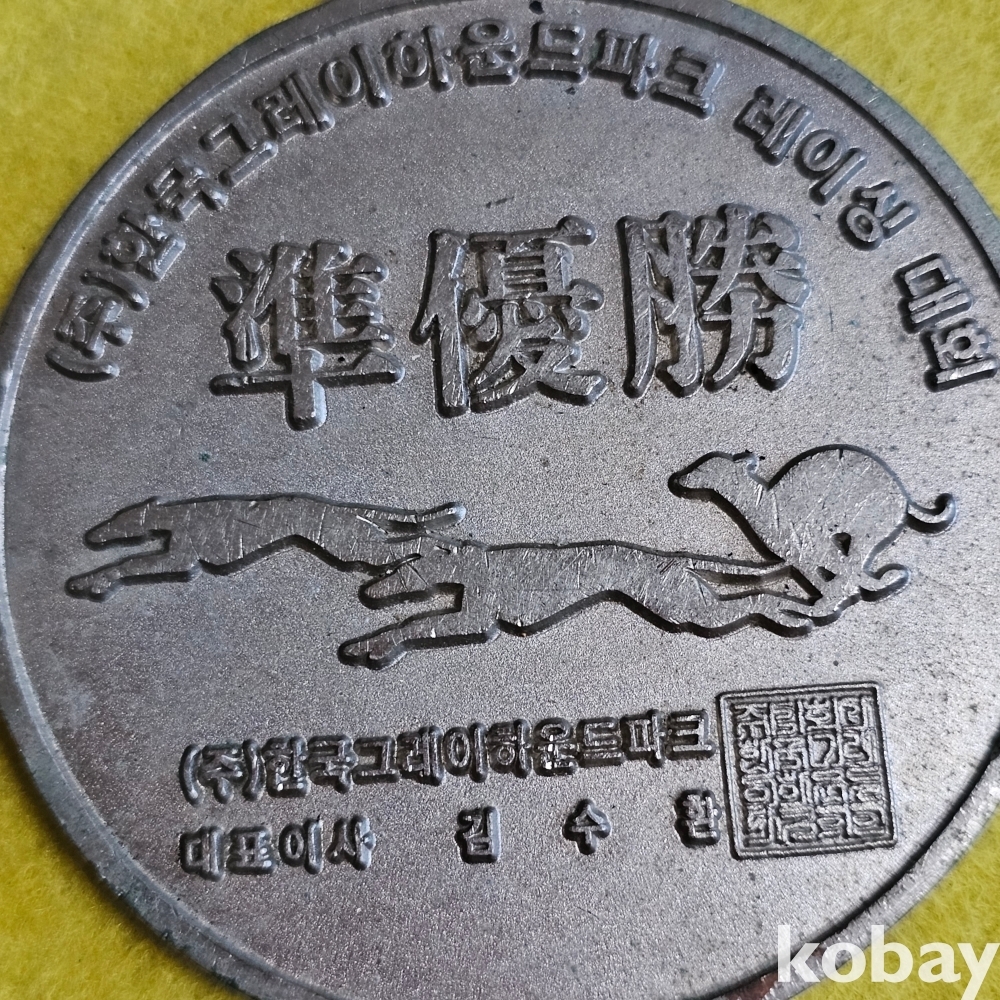 (주)한국그레이하운드파크 레이싱 대회
準優勝
(주)한국그레이하운드파크
대표이사 김수환
kobay